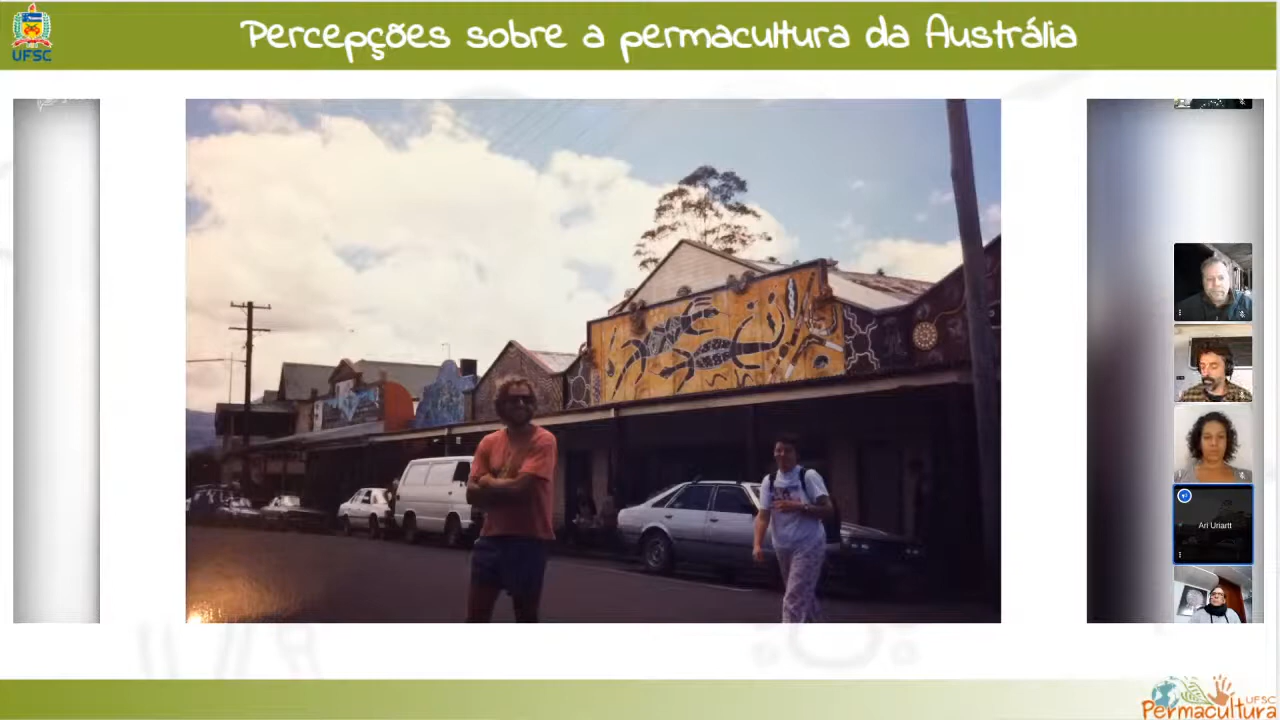 UFSC
Percepções sobre a permacultura da Austrália
Ari Uriartt
UFSC
Permacultura